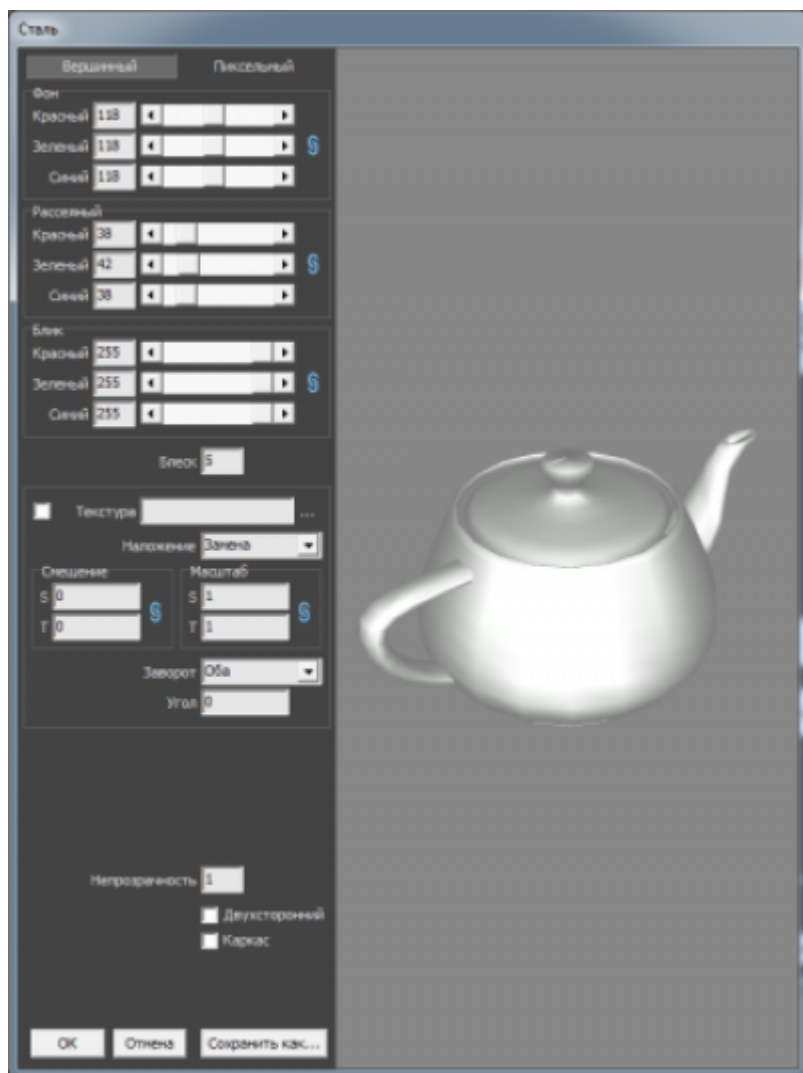 Сталь
Вершинный Пиксельный
Фон
Красный 118
Зеленый 118
Синий 118
Рассеяный
Красный 38
Зеленый 42
Синий 38
Блик
Красный 255
Зеленый 255
Синий 255
Блеск 5
Текстура ...
Наложение Замена
Смещение Масштаб
S 0 S 1
T 0 T 1
Заворот Оба
Угол 0
Непрозрачность 1
Двухсторонний
Каркас
OK Отмена Сохранить как...